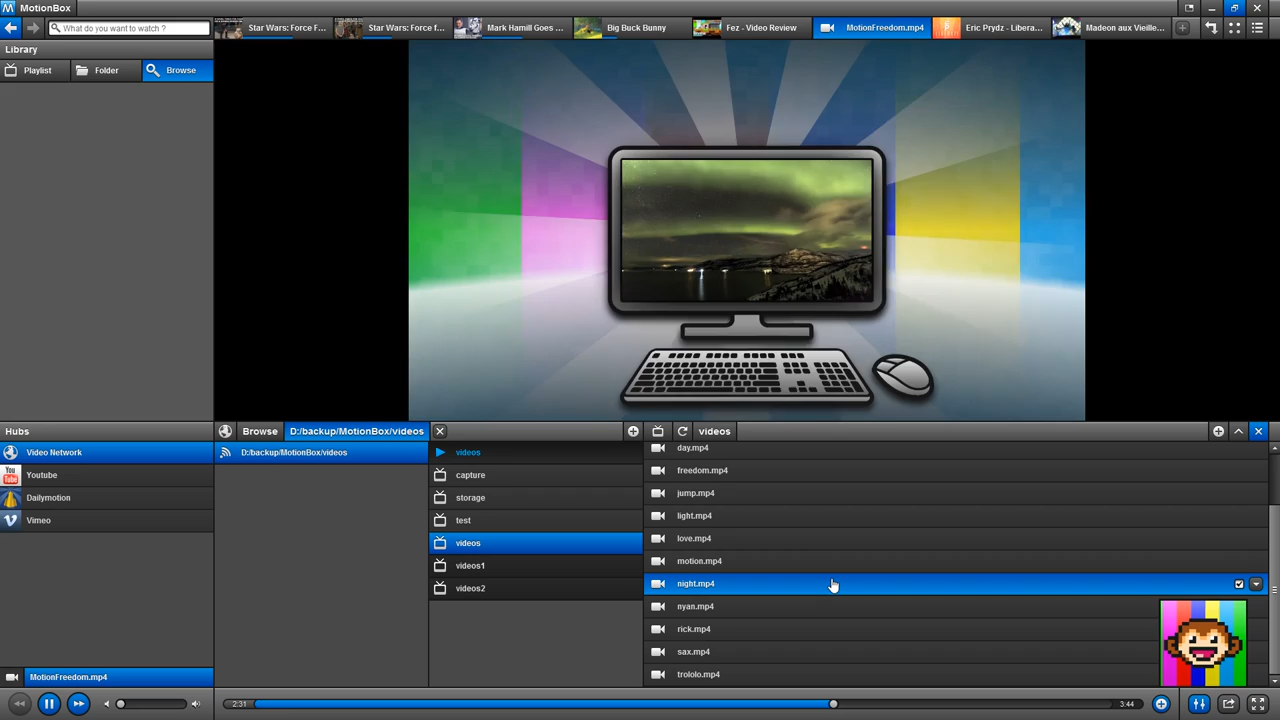 MotionBox
What do you want to watch ?
Star Wars: Force F...
Star Wars: Force f...
Mark Hamill Goes ...
Big Buck Bunny
Fez - Video Review
MotionFreedom.mp4
Eric Prydz - Libera...
Madeon aux Vieille...
Library
Playlist
Folder
Browse
Hubs
Browse
D:/backup/MotionBox/videos
videos
Video Network
Youtube
Dailymotion
Vimeo
D:/backup/MotionBox/videos
videos
capture
storage
test
videos
videos1
videos2
day.mp4
freedom.mp4
jump.mp4
light.mp4
love.mp4
motion.mp4
night.mp4
nyan.mp4
rick.mp4
sax.mp4
trololo.mp4
MotionFreedom.mp4
2:31
3:44